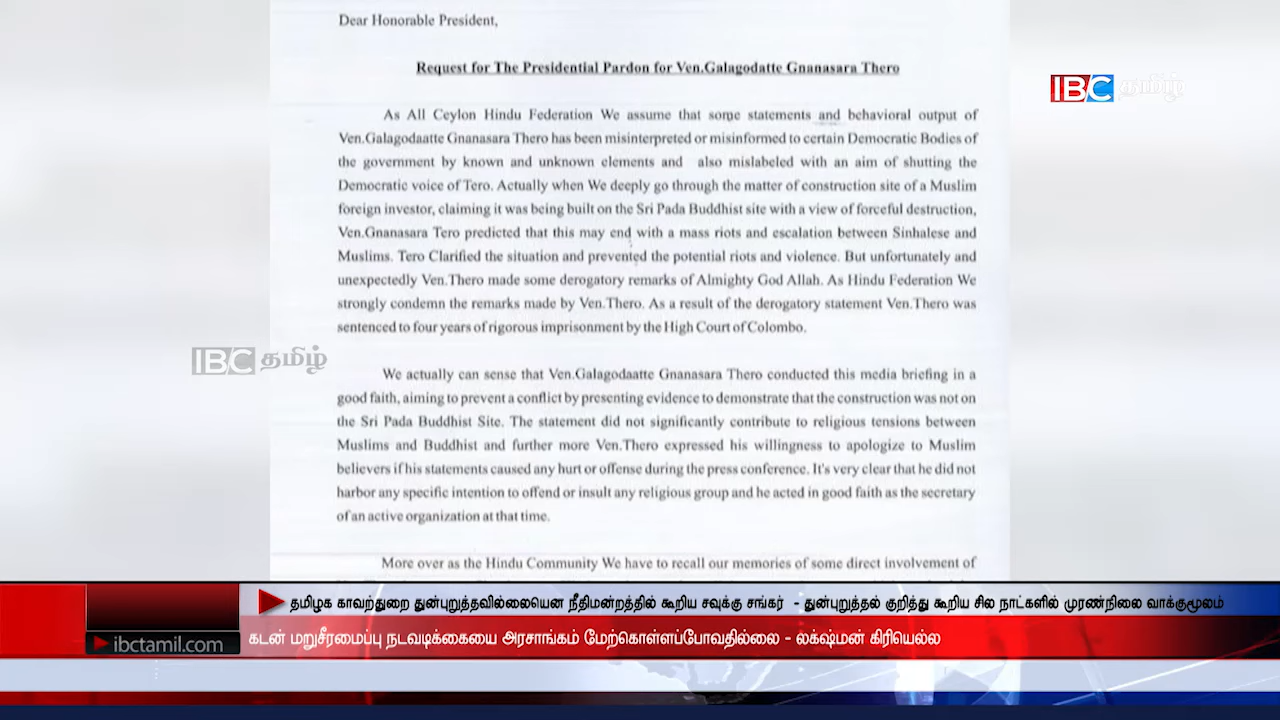 Dear Honorable President,
Request for The Presidential Pardon for Ven.Galagodatte Gnanasara Thero
IBC தமிழ்
As All Ceylon Hindu Federation We assume that some statements and behavioral output of
Ven.Galagodaatte Gnanasara Thero has been misinterpreted or misinformed to certain Democratic Bodies of
the government by known and unknown elements and also mislabeled with an aim of shutting the
Democratic voice of Tero. Actually when We deeply go through the matter of construction site of a Muslim
foreign investor, claiming it was being built on the Sri Pada Buddhist site with a view of forceful destruction,
Ven.Gnanasara Tero predicted that this may end with a mass riots and escalation between Sinhalese and
Muslims. Tero Clarified the situation and prevented the potential riots and violence. But unfortunately and
unexpectedly Ven.Thero made some derogatory remarks of Almighty God Allah. As Hindu Federation We
strongly condemn the remarks made by Ven.Thero. As a result of the derogatory statement Ven.Thero was
sentenced to four years of rigorous imprisonment by the High Court of Colombo.
IBC தமிழ்
We actually can sense that Ven.Galagodaatte Gnanasara Thero conducted this media briefing in a
good faith, aiming to prevent a conflict by presenting evidence to demonstrate that the construction was not on
the Sri Pada Buddhist Site. The statement did not significantly contribute to religious tensions between
Muslims and Buddhist and further more Ven.Thero expressed his willingness to apologize to Muslim
believers if his statements caused any hurt or offense during the press conference. It's very clear that he did not
harbor any specific intention to offend or insult any religious group and he acted in good faith as the secretary
of an active organization at that time.
More over as the Hindu Community We have to recall our memories of some direct involvement of
தமிழக காவற்துறை துன்புறுத்தவில்லையென நீதிமன்றத்தில் கூறிய சவுக்கு சங்கர் - துன்புறுத்தல் குறித்து கூறிய சில நாட்களில் முரண்நிலை வாக்குமூலம்
ibctamil.com
கடன் மறுசீரமைப்பு நடவடிக்கையை அரசாங்கம் மேற்கொள்ளப்போவதில்லை - லக்ஷ்மன் கிரியெல்ல